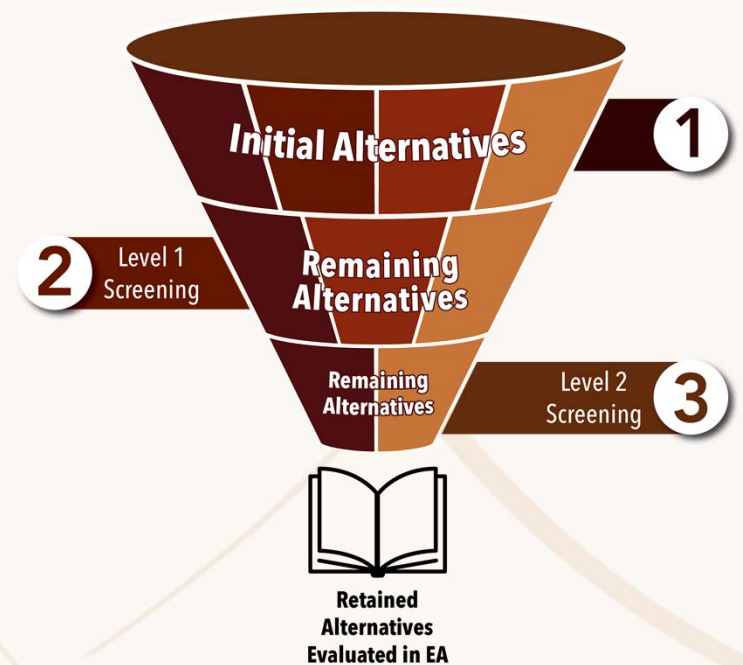 Initial Alternatives
1
2
Level 1
Screening
Remaining
Alternatives
Remaining
Alternatives
Level 2
Screening
3
Retained
Alternatives
Evaluated in EA